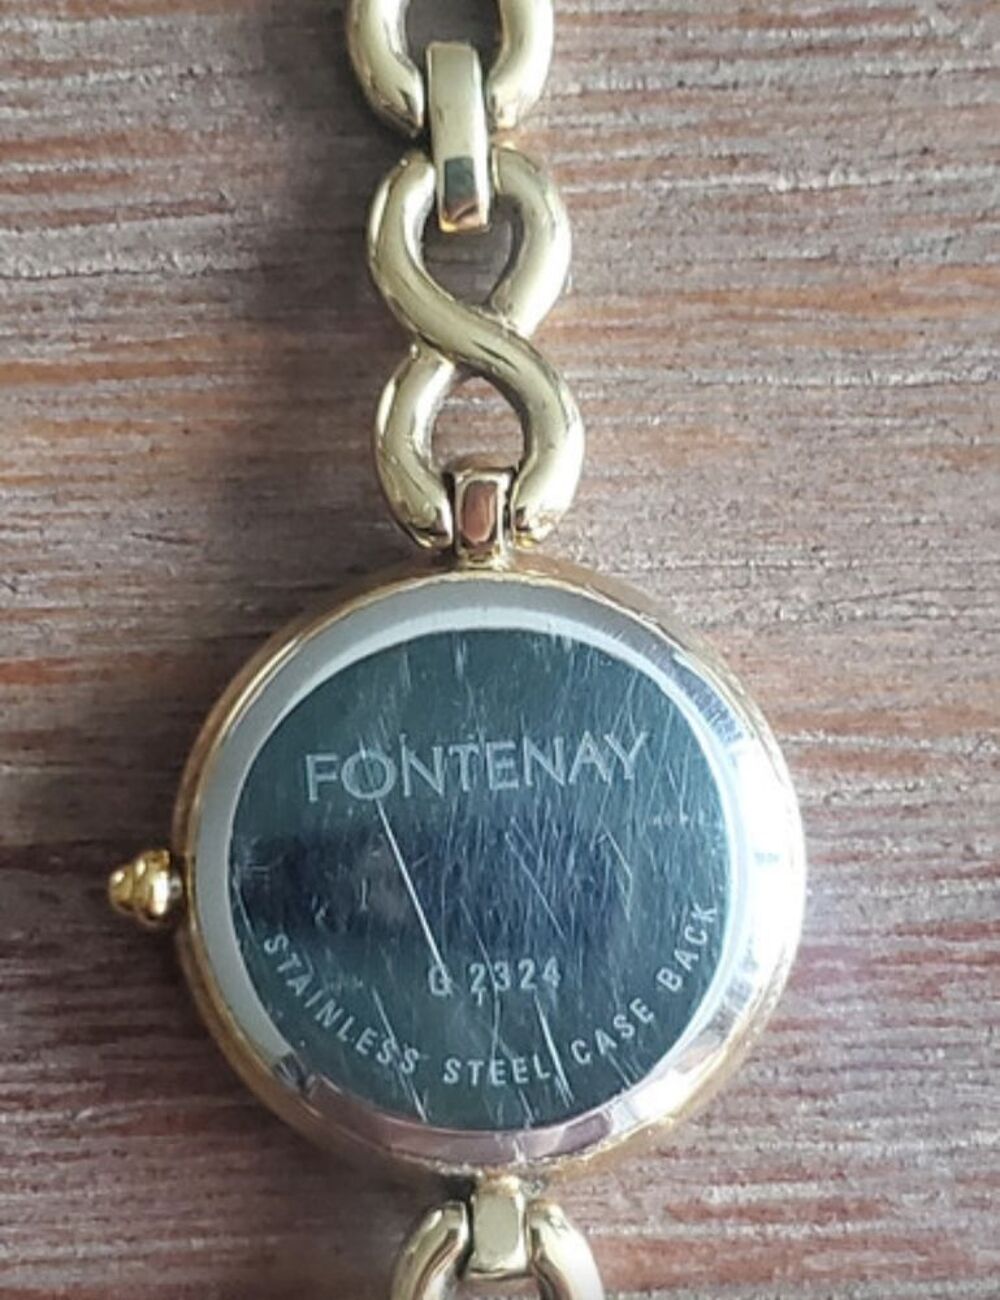 FONTENAY
G 2324
STAINLESS STEEL CASE BACK